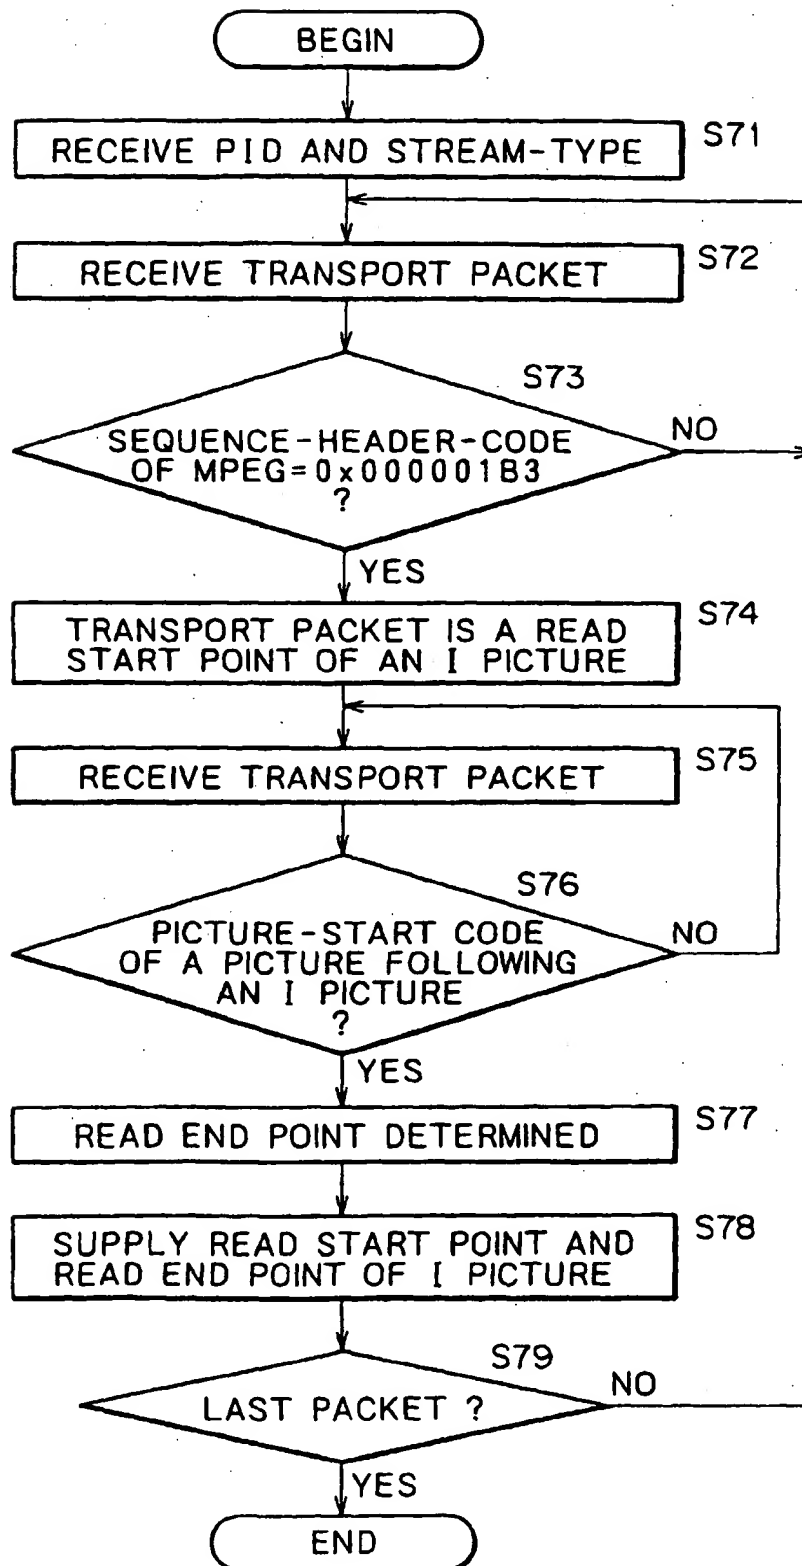 BEGIN
RECEIVE PID AND STREAM-TYPE
S71
RECEIVE TRANSPORT PACKET
S72
S73
SEQUENCE-HEADER-CODE
OF MPEG=0x000001B3
?
NO
YES
TRANSPORT PACKET IS A READ
START POINT OF AN I PICTURE
S74
RECEIVE TRANSPORT PACKET
S75
S76
PICTURE-START CODE
OF A PICTURE FOLLOWING
AN I PICTURE
?
NO
YES
READ END POINT DETERMINED
S77
SUPPLY READ START POINT AND
READ END POINT OF I PICTURE
S78
S79
LAST PACKET ?
NO
YES
END